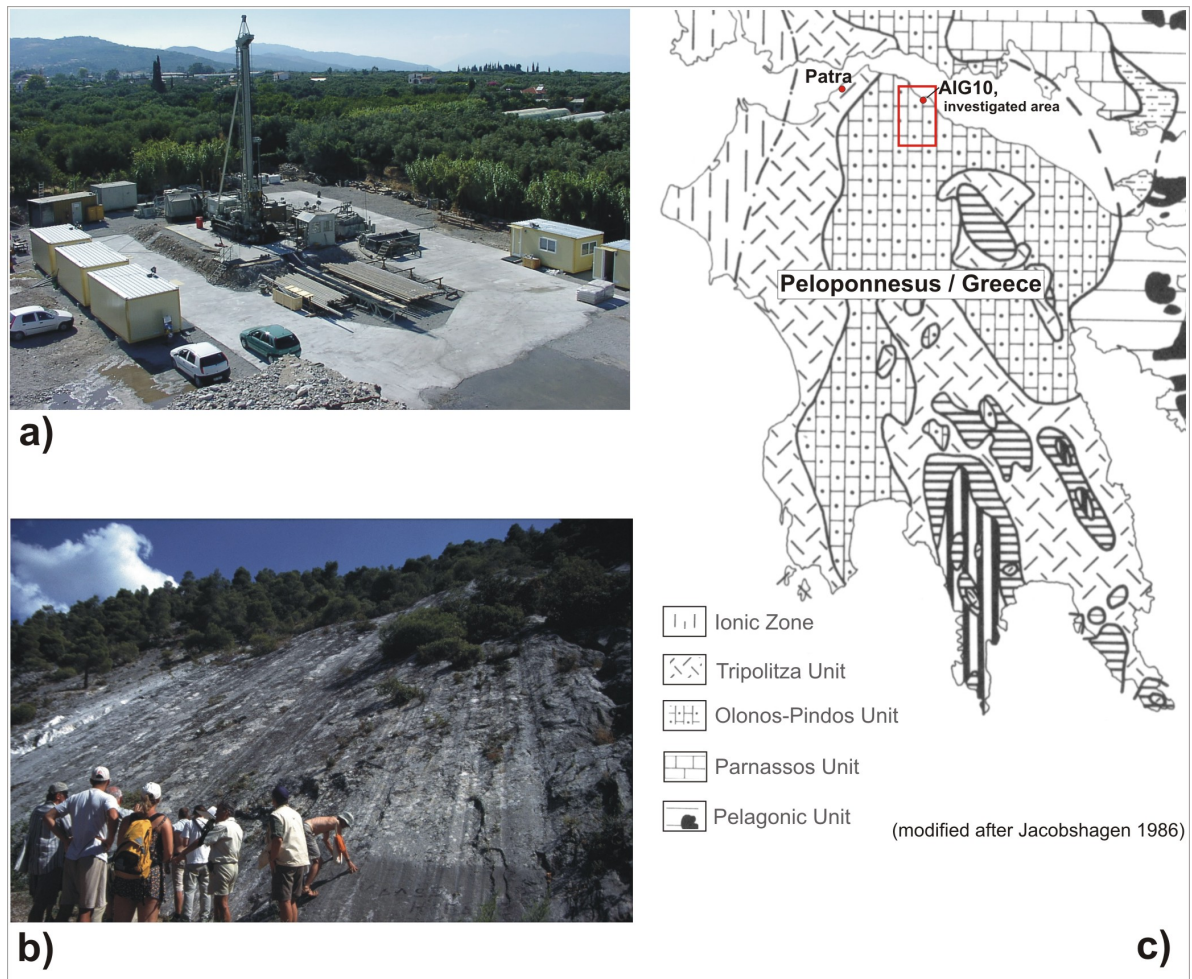 a)
b)
Patra
AIG10,
investigated area
Peloponnesus / Greece
Ionic Zone
Tripolitza Unit
Olonos-Pindos Unit
Parnassos Unit
Pelagonic Unit
(modified after Jacobshagen 1986)
c)